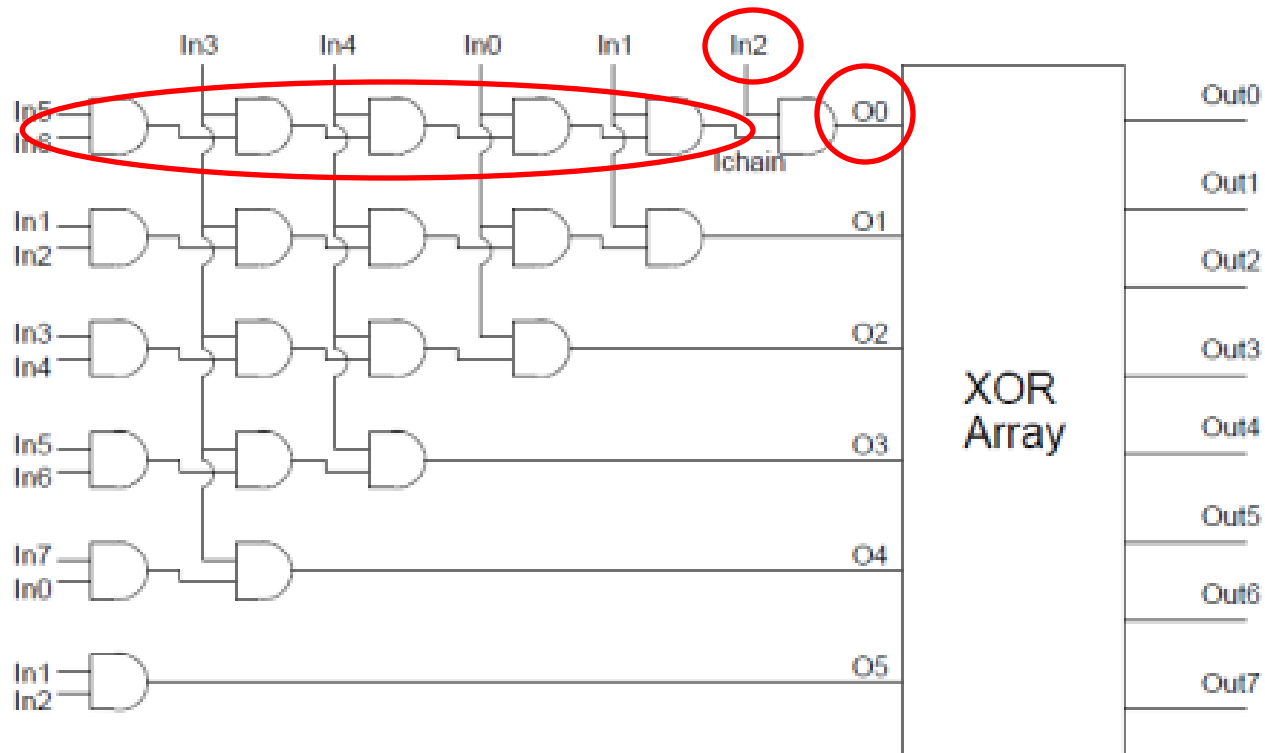 In3 In4 In0 In1 In2
In5
In6
O0
Out0
Ichain
Out1
In1
In2
O1
Out2
In3
In4
O2
Out3
XOR
Array
In5
In6
O3
Out4
Out5
In7
In0
O4
Out6
In1
In2
O5
Out7